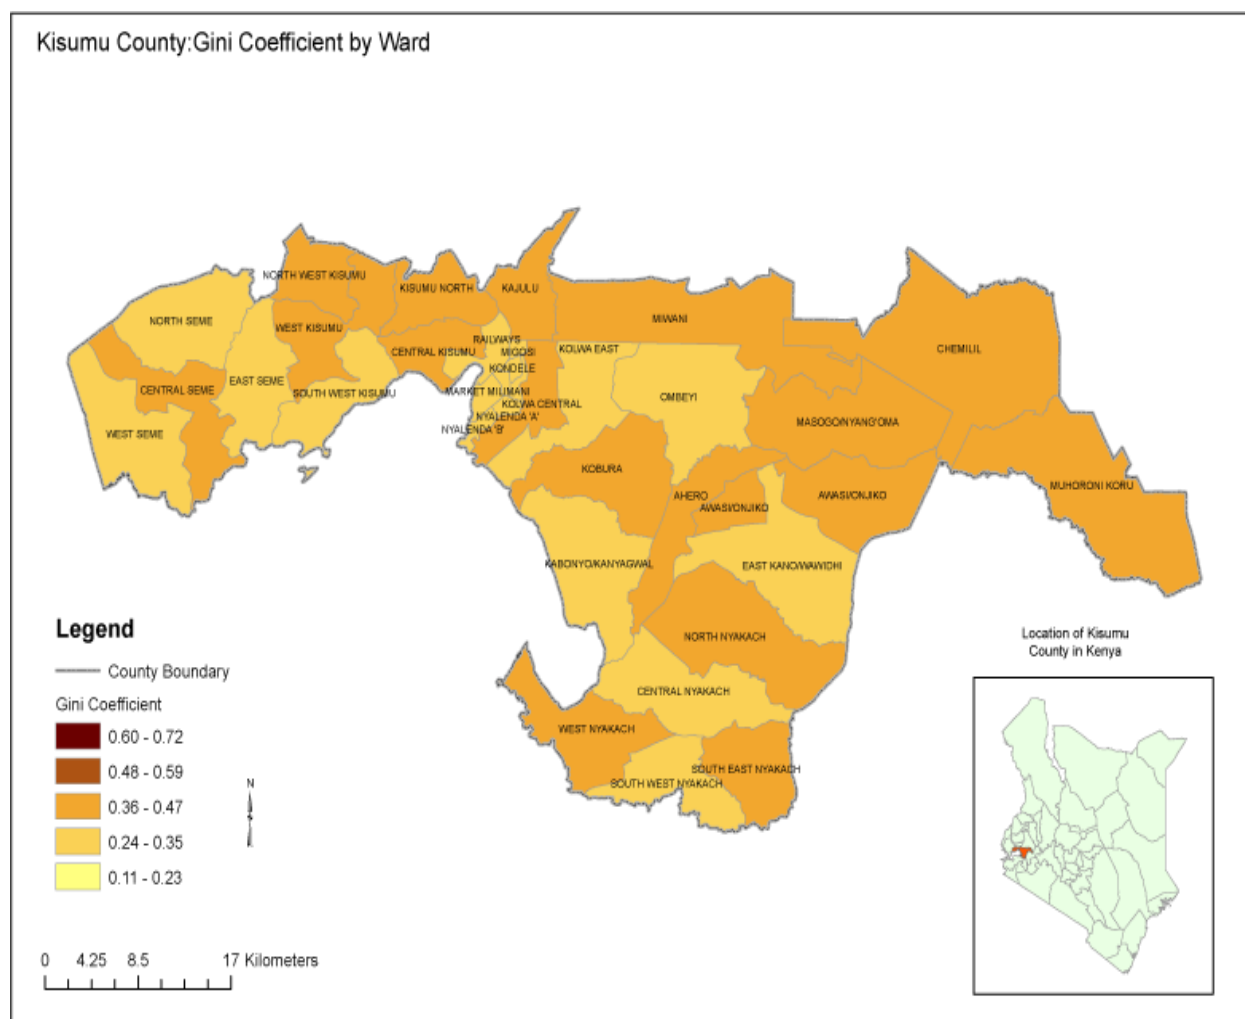 Kisumu County:Gini Coefficient by Ward
NORTH WEST KISUMU
KISUMU NORTH
KAJULU
NORTH SEME
WEST KISUMU
MIWANI
RAILWAYS
CENTRAL KISUMU
MIGOSI
KOLWA EAST
CHEMILIL
KONDELE
EAST SEME
CENTRAL SEME
SOUTH WEST KISUMU
MARKET MILIMANI
OMBEYI
KOLWA CENTRAL
NYALENDA 'A'
NYALENDA 'B'
WEST SEME
MASOGO/NYANG'OMA
KOBURA
MUHORONI KORU
AHERO
AWASI/ONJIKO
AWASI/ONJIKO
KABONYO/KANYAGWAL
EAST KANO/WAWIDHI
NORTH NYAKACH
CENTRAL NYAKACH
WEST NYAKACH
SOUTH EAST NYAKACH
SOUTH WEST NYAKACH
Legend
County Boundary
Gini Coefficient
0.60 - 0.72
0.48 - 0.59
0.36 - 0.47
0.24 - 0.35
0.11 - 0.23
N
0 4.25 8.5 17 Kilometers
Location of Kisumu
County in Kenya